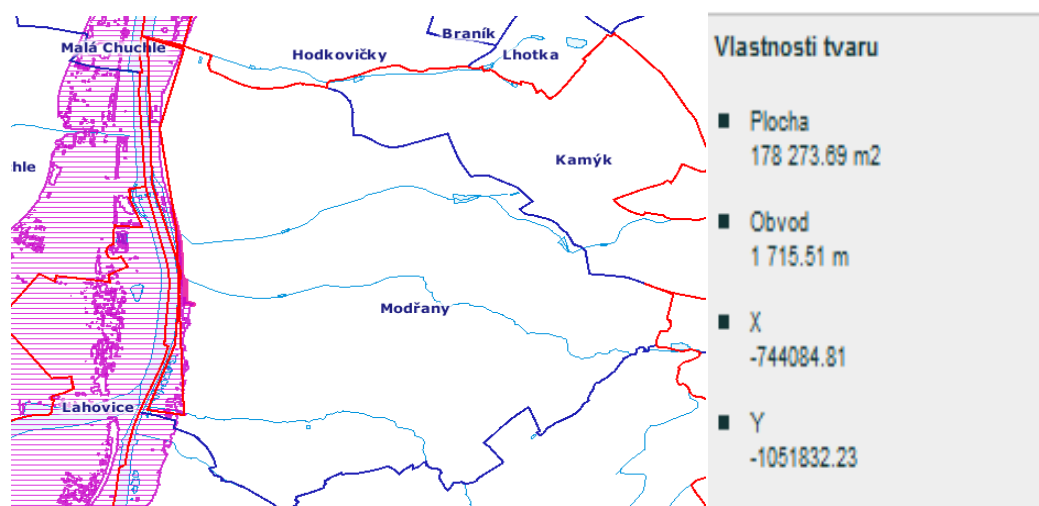 Malá Chuchle
Hodkovičky
Braník
Lhotka
hle
Kamýk
Modřany
Lahovice
Vlastnosti tvaru
Plocha
178 273.69 m2
Obvod
1 715.51 m
X
-744084.81
Y
-1051832.23